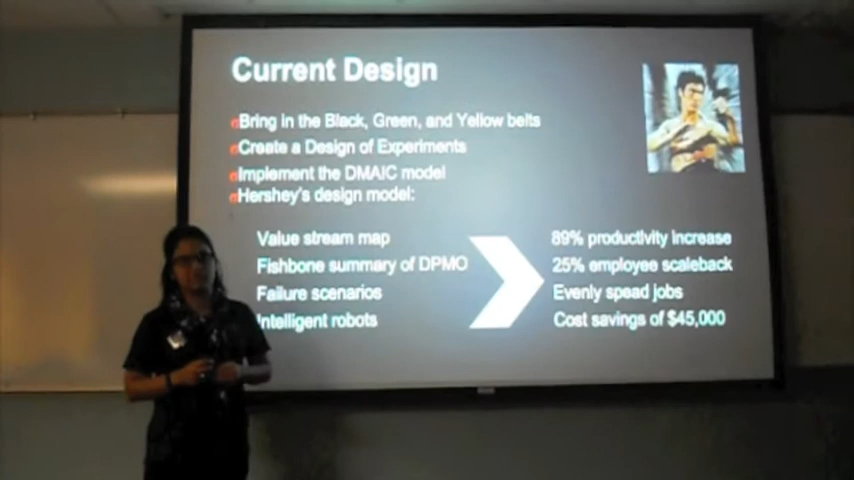 Current Design
Bring in the Black, Green, and Yellow belts
Create a Design of Experiments
Implement the DMAIC model
Hershey's design model:
Value stream map
Fishbone summary of DPMO
Failure scenarios
Intelligent robots
89% productivity increase
25% employee scaleback
Evenly spead jobs
Cost savings of $45,000